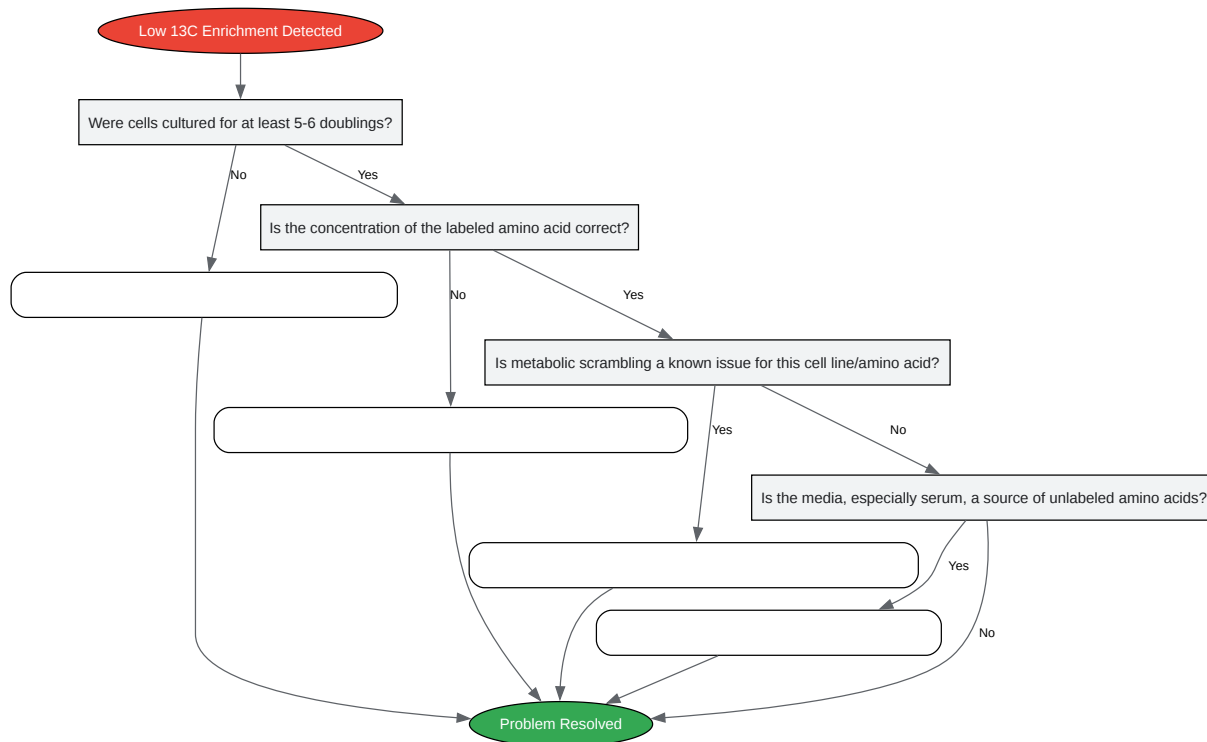 Low 13C Enrichment Detected
Were cells cultured for at least 5-6 doublings?
No
Yes
Is the concentration of the labeled amino acid correct?
No
Yes
Is metabolic scrambling a known issue for this cell line/amino acid?
Yes
No
Is the media, especially serum, a source of unlabeled amino acids?
Yes
No
Problem Resolved